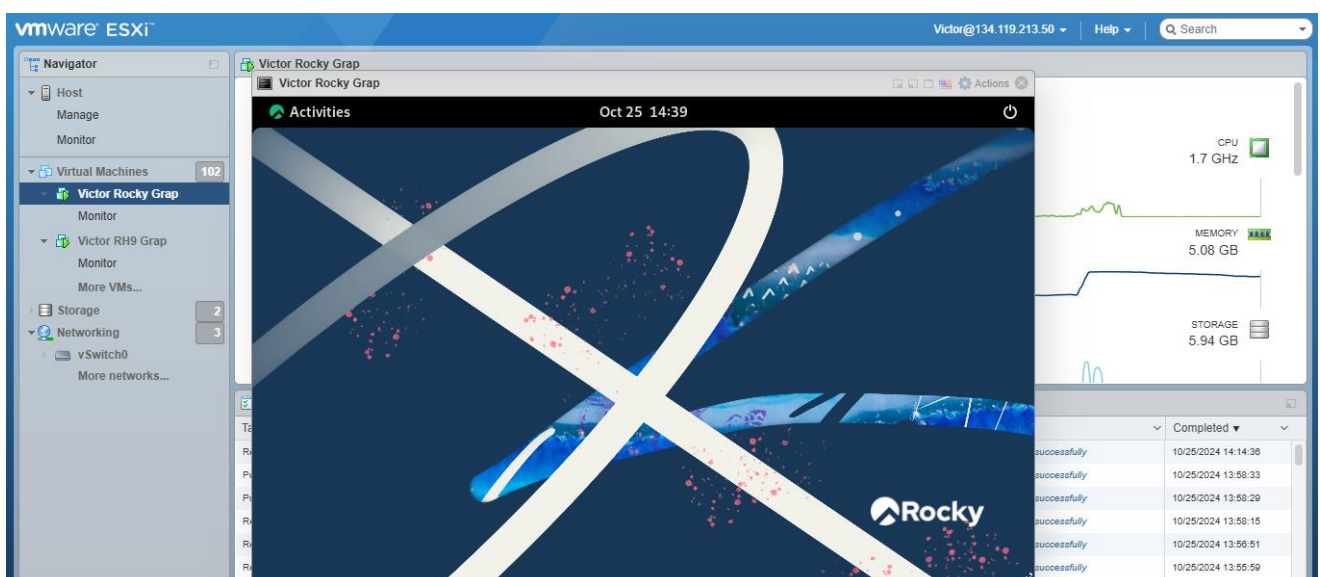 vmware ESXi
Victor@134.119.213.50
Help
Search
Navigator
Host
Manage
Monitor
Virtual Machines
102
Victor Rocky Grap
Monitor
Victor RH9 Grap
Monitor
More VMs...
Storage
2
Networking
3
vSwitch0
More networks...
Victor Rocky Grap
Victor Rocky Grap
Actions
Activities
Oct 25 14:39
Rocky
CPU
1.7 GHz
MEMORY
5.08 GB
STORAGE
5.94 GB
Completed
successfully
10/25/2024 14:14:36
successfully
10/25/2024 13:58:33
successfully
10/25/2024 13:58:29
successfully
10/25/2024 13:58:15
successfully
10/25/2024 13:56:51
successfully
10/25/2024 13:55:59